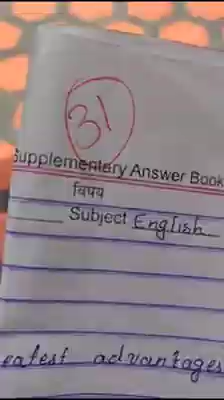 31
Supplementary Answer Book
विषय
Subject English
eatest advantages